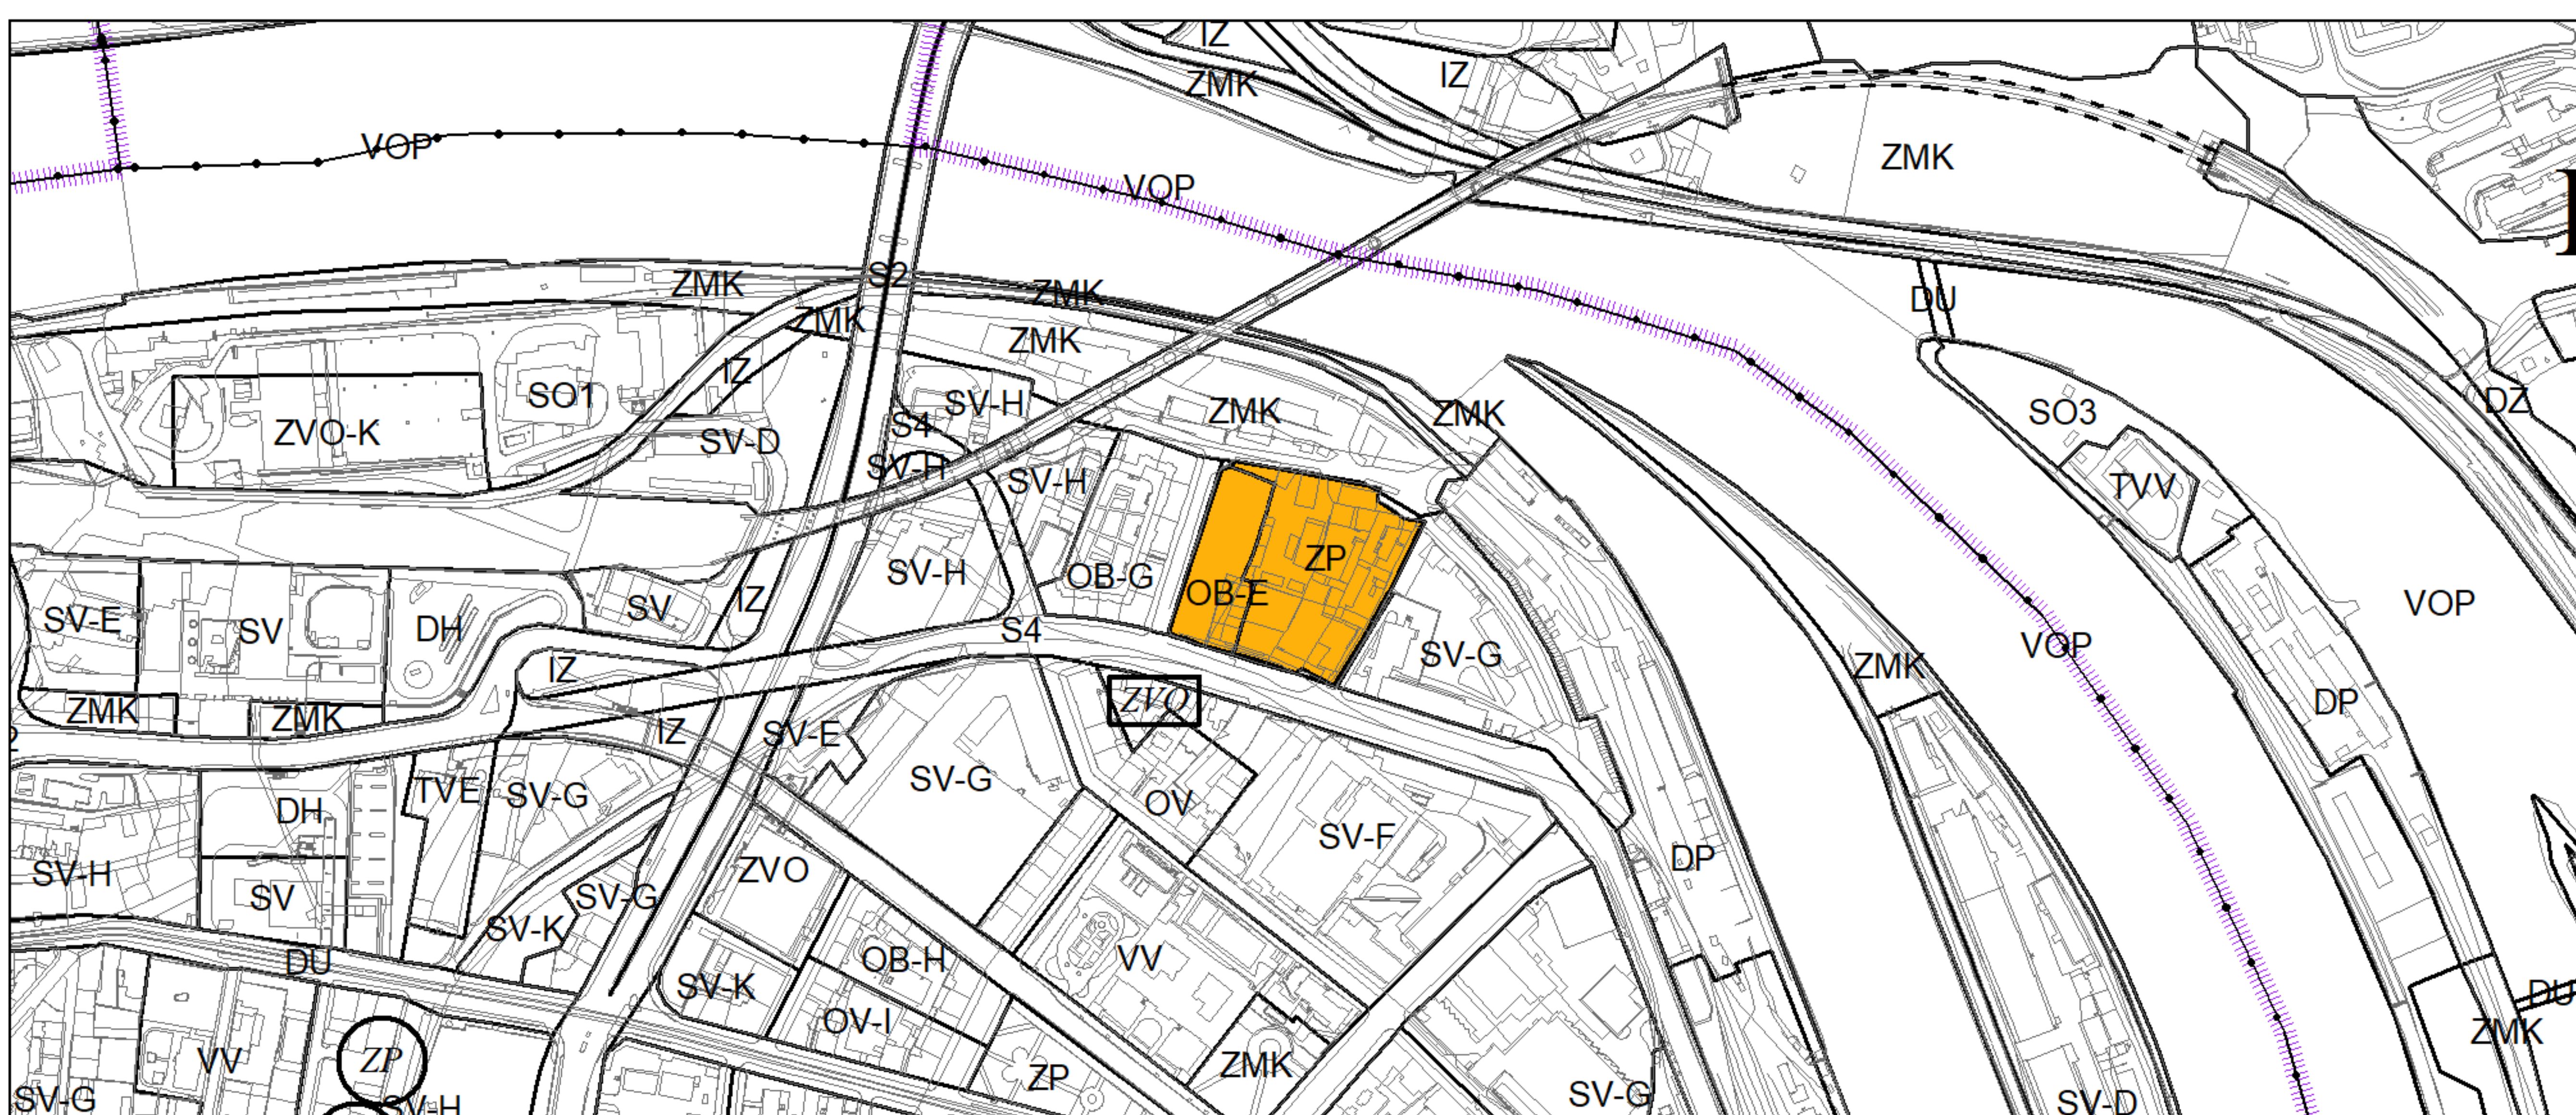 IZ
IZ
ZMK
VOP
ZMK
VOP
S2
ZMK
ZMK
DU
ZMK
ZMK
IZ
SO1
SV-H
ZMK
ZMK
SO3
DZ
ZVO-K
S4
SV-D
SV-H
SV-H
TVV
SV-H
OB-G
ZP
OB-E
SV-E
SV
DH
SV
IZ
S4
SV-G
VOP
VOP
IZ
ZMK
DP
ZMK
ZMK
ZVO
2
IZ
SV-E
TVE
SV-G
SV-G
OV
DH
SV-F
SV-H
SV
SV-G
ZVO
DP
SV-K
DU
OB-H
VV
SV-K
OV-I
DU
ZMK
VV
ZP
ZP
ZMK
SV-G
SV-H
SV-G
SV-D